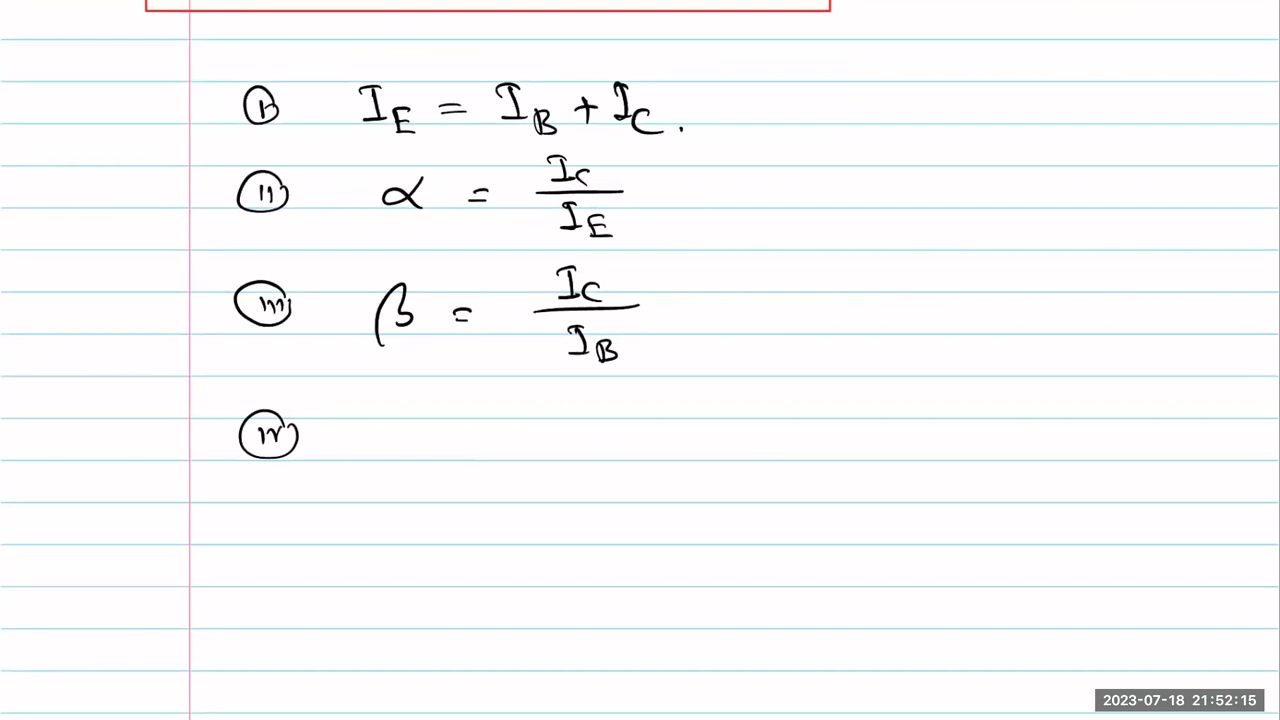 (i) I_E = I_B + I_C.
(ii) α = I_C / I_E
(iii) β = I_C / I_B
(iv)
2023-07-18 21:52:15